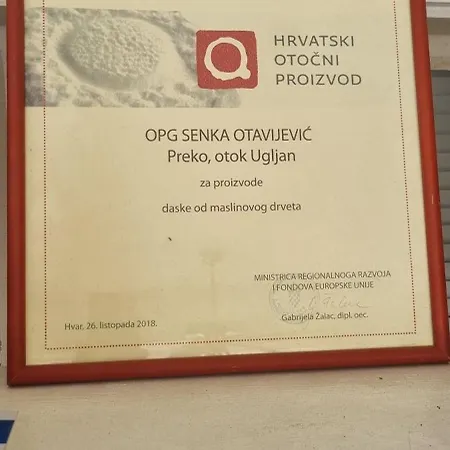 HRVATSKI
OTOČNI
PROIZVOD
OPG SENKA OTAVIJEVIĆ
Preko, otok Ugljan
za proizvode
daske od maslinovog drveta
MINISTRICA REGIONALNOGA RAZVOJA
I FONDOVA EUROPSKE UNIJE
Gabrijela Žalac, dipl. oec.
Hvar, 26. listopada 2018.